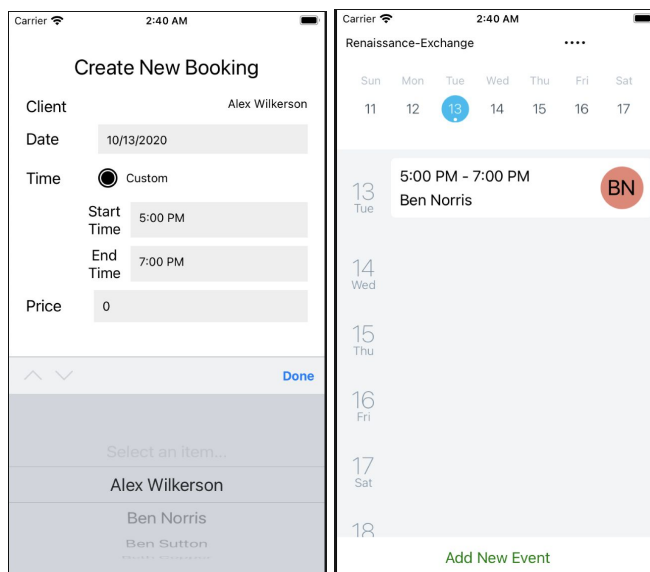 Carrier 2:40 AM
Create New Booking
Client Alex Wilkerson
Date 10/13/2020
Time Custom
Start Time 5:00 PM
End Time 7:00 PM
Price 0
Done
Select an item...
Alex Wilkerson
Ben Norris
Ben Sutton
Carrier 2:40 AM
Renaissance-Exchange ....
Sun Mon Tue Wed Thu Fri Sat
11 12 13 14 15 16 17
13 Tue
5:00 PM - 7:00 PM
Ben Norris
BN
14 Wed
15 Thu
16 Fri
17 Sat
18
Add New Event